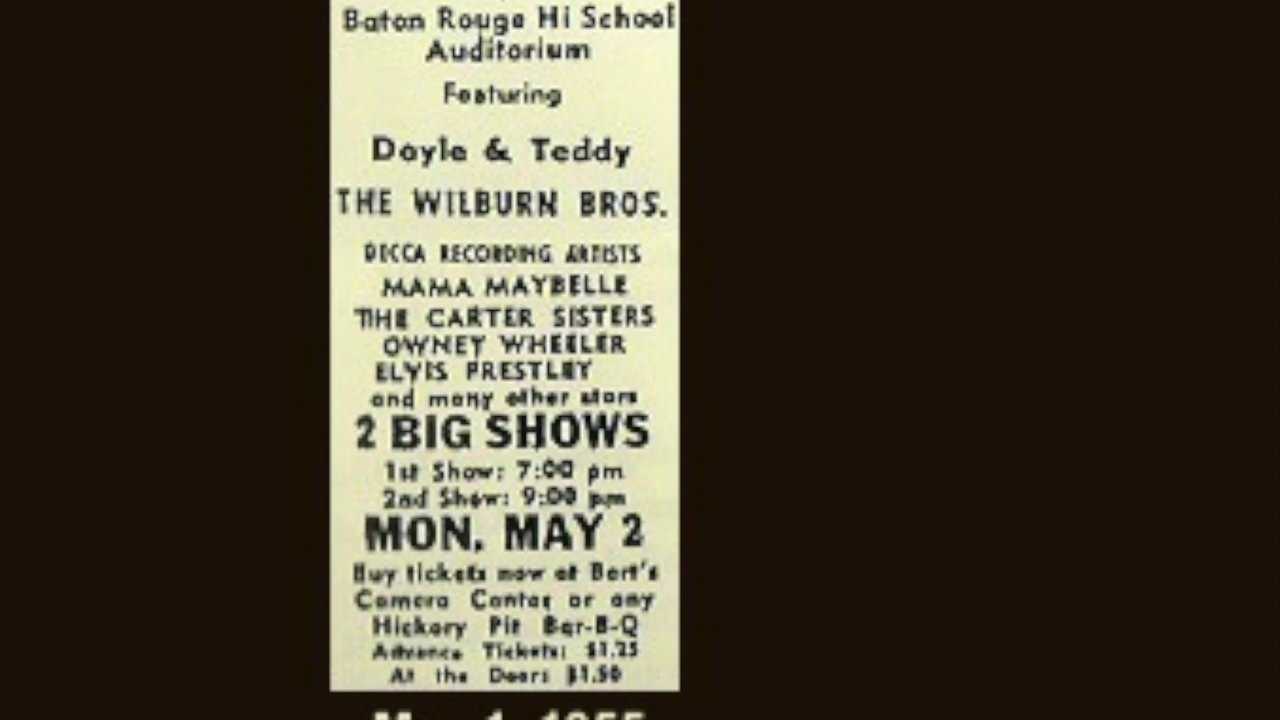 Baton Rouge Hi School
Auditorium
Featuring
Doyle & Teddy
THE WILBURN BROS.
DECCA RECORDING ARTISTS
MAMA MAYBELLE
THE CARTER SISTERS
OWNEY WHEELER
ELVIS PRESTLEY
and many other stars
2 BIG SHOWS
1st Show: 7:00 pm
2nd Show: 9:00 pm
MON. MAY 2
Buy tickets now at Bert's
Camera Center or any
Hickory Pit Bar-B-Q
Advance Tickets: $1.25
At the Doors $1.50